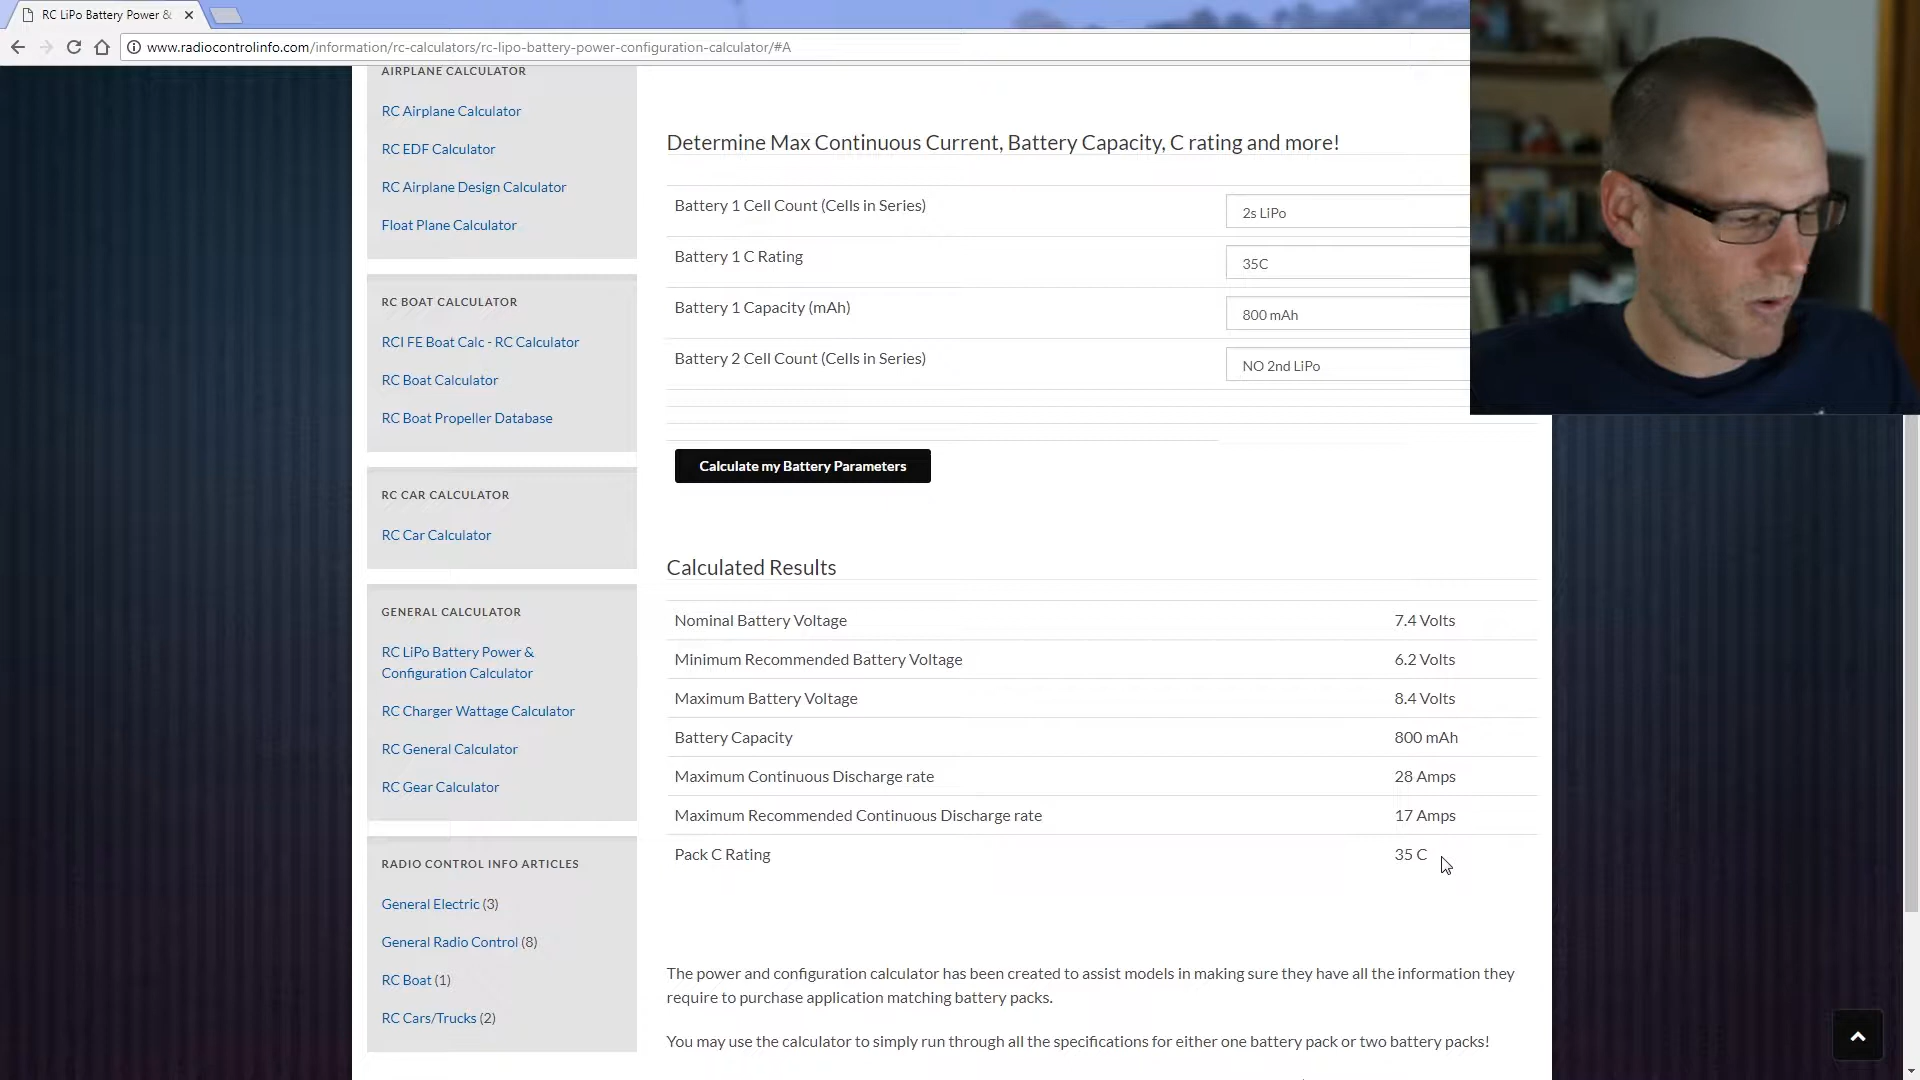 RC LiPo Battery Power &
www.radiocontrolinfo.com/information/rc-calculators/rc-lipo-battery-power-configuration-calculator/#A
AIRPLANE CALCULATOR
RC Airplane Calculator
RC EDF Calculator
RC Airplane Design Calculator
Float Plane Calculator
RC BOAT CALCULATOR
RCI FE Boat Calc - RC Calculator
RC Boat Calculator
RC Boat Propeller Database
RC CAR CALCULATOR
RC Car Calculator
GENERAL CALCULATOR
RC LiPo Battery Power &
Configuration Calculator
RC Charger Wattage Calculator
RC General Calculator
RC Gear Calculator
RADIO CONTROL INFO ARTICLES
General Electric (3)
General Radio Control (8)
RC Boat (1)
RC Cars/Trucks (2)
Determine Max Continuous Current, Battery Capacity, C rating and more!
Battery 1 Cell Count (Cells in Series) 2s LiPo
Battery 1 C Rating 35C
Battery 1 Capacity (mAh) 800 mAh
Battery 2 Cell Count (Cells in Series) NO 2nd LiPo
Calculate my Battery Parameters
Calculated Results
Nominal Battery Voltage 7.4 Volts
Minimum Recommended Battery Voltage 6.2 Volts
Maximum Battery Voltage 8.4 Volts
Battery Capacity 800 mAh
Maximum Continuous Discharge rate 28 Amps
Maximum Recommended Continuous Discharge rate 17 Amps
Pack C Rating 35 C
The power and configuration calculator has been created to assist models in making sure they have all the information they
require to purchase application matching battery packs.
You may use the calculator to simply run through all the specifications for either one battery pack or two battery packs!